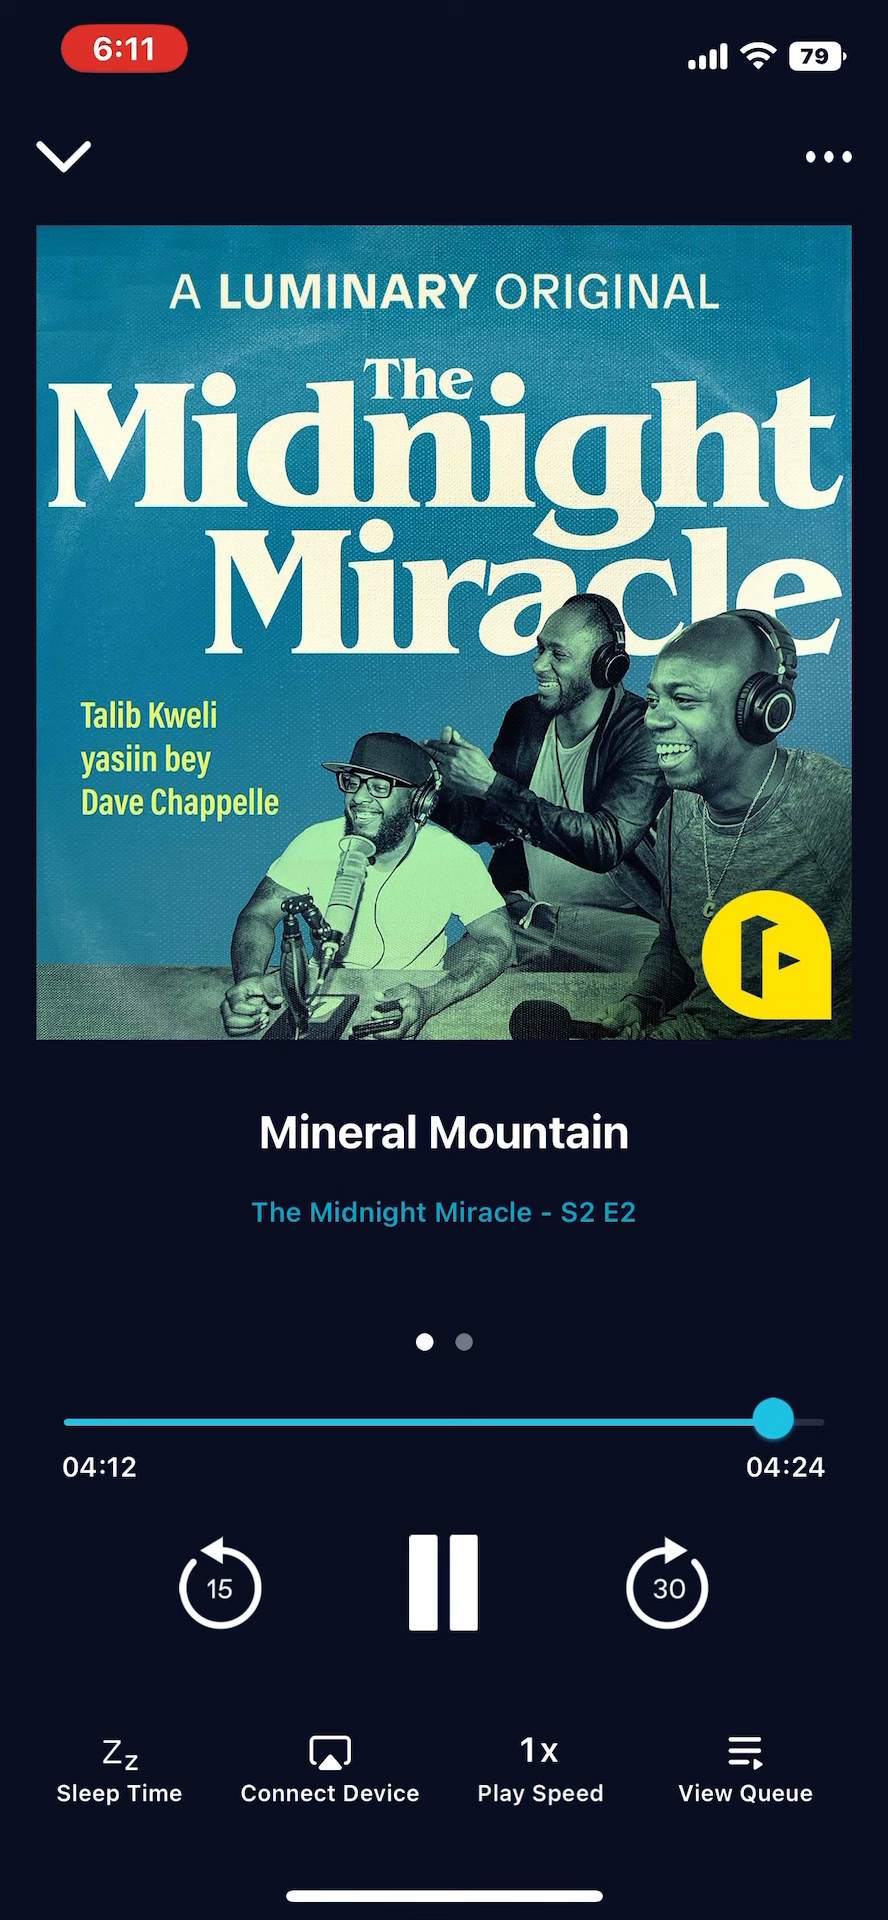 6:11
79
A LUMINARY ORIGINAL
The
Midnight
Miracle
Talib Kweli
yasiin bey
Dave Chappelle
Mineral Mountain
The Midnight Miracle - S2 E2
04:12
04:24
15
30
Zz
1x
Sleep Time
Connect Device
Play Speed
View Queue